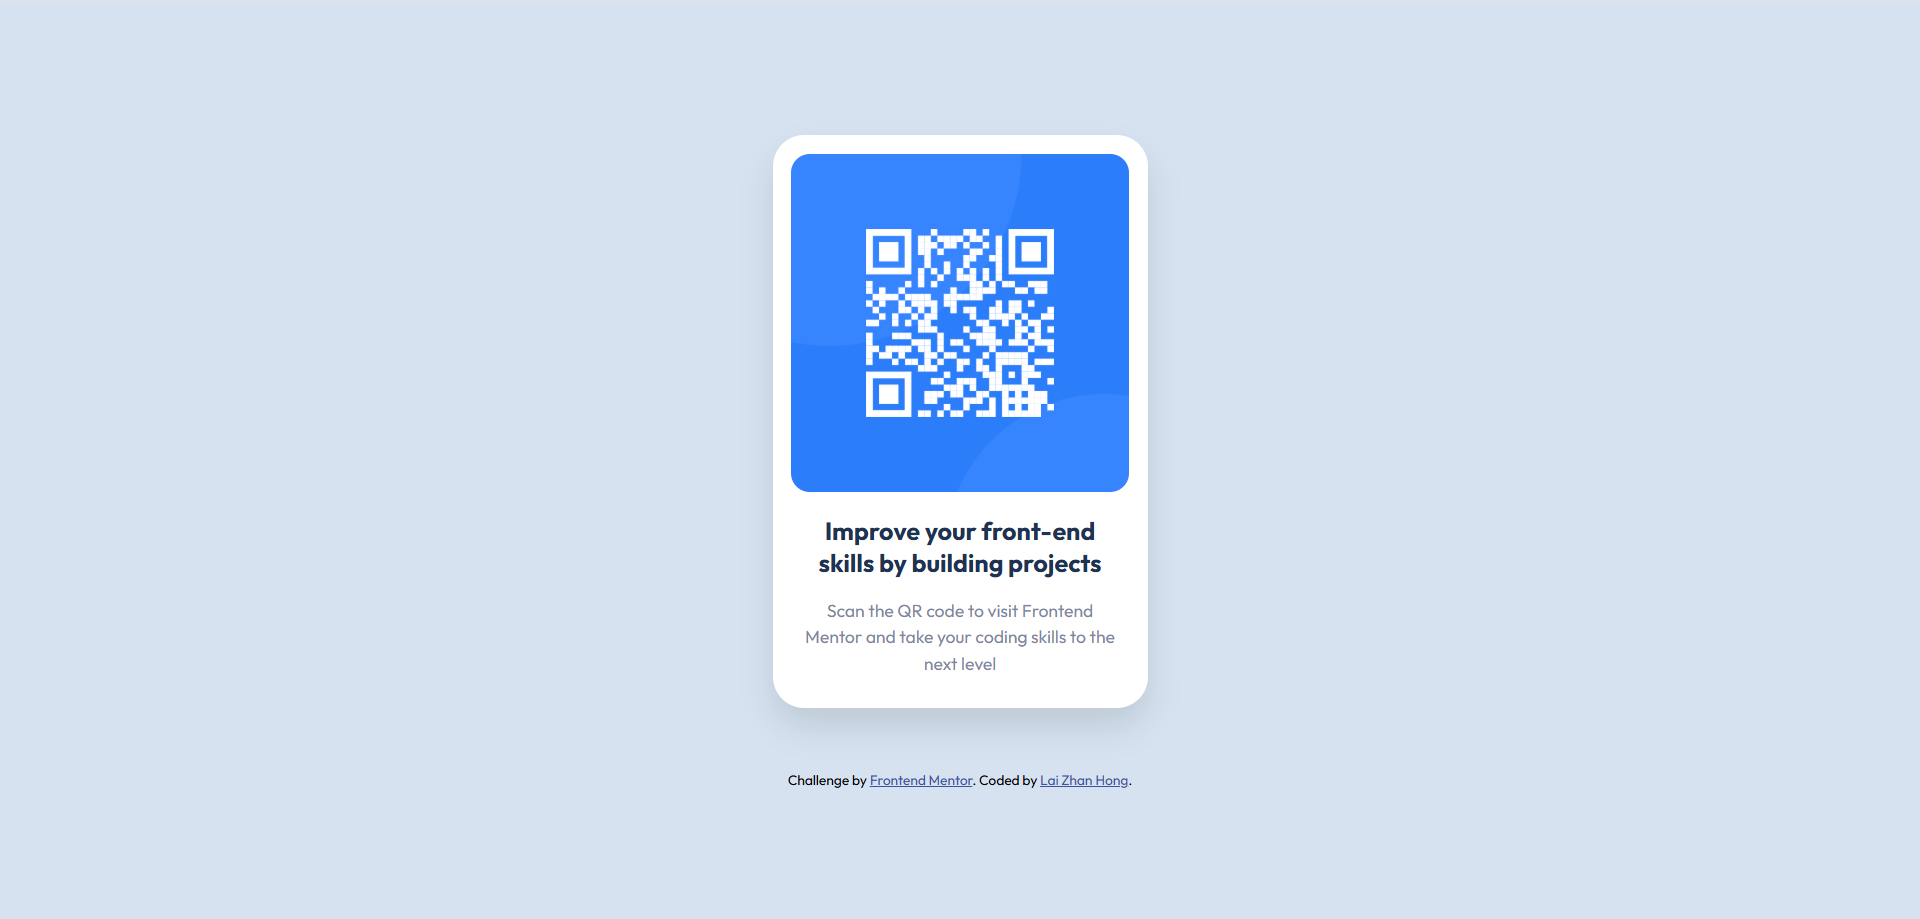 Improve your front-end
skills by building projects
Scan the QR code to visit Frontend
Mentor and take your coding skills to the
next level
Challenge by Frontend Mentor. Coded by Lai Zhan Hong.